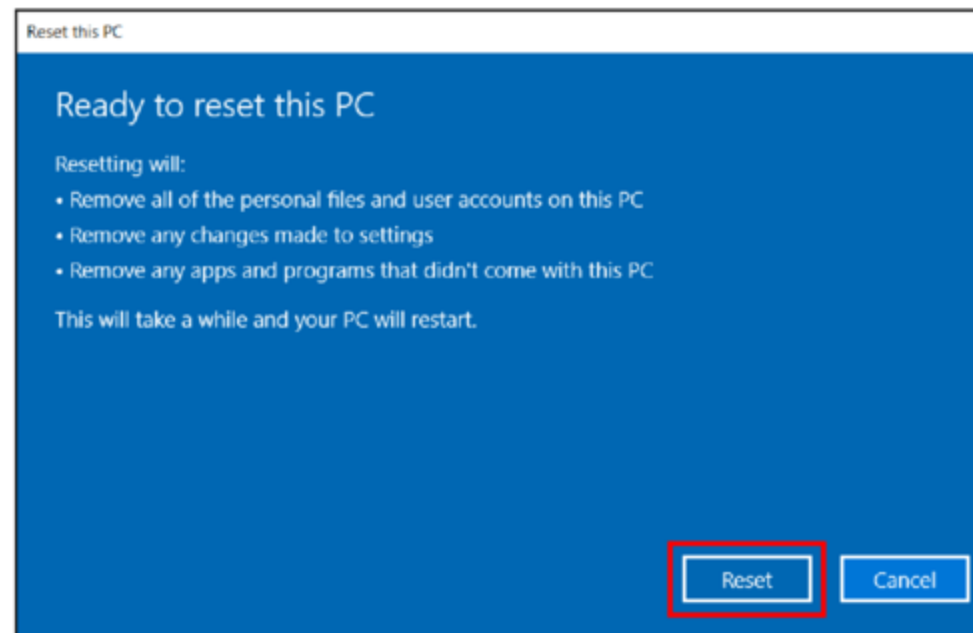 Reset this PC
Ready to reset this PC
Resetting will:
• Remove all of the personal files and user accounts on this PC
• Remove any changes made to settings
• Remove any apps and programs that didn't come with this PC
This will take a while and your PC will restart.
Reset Cancel